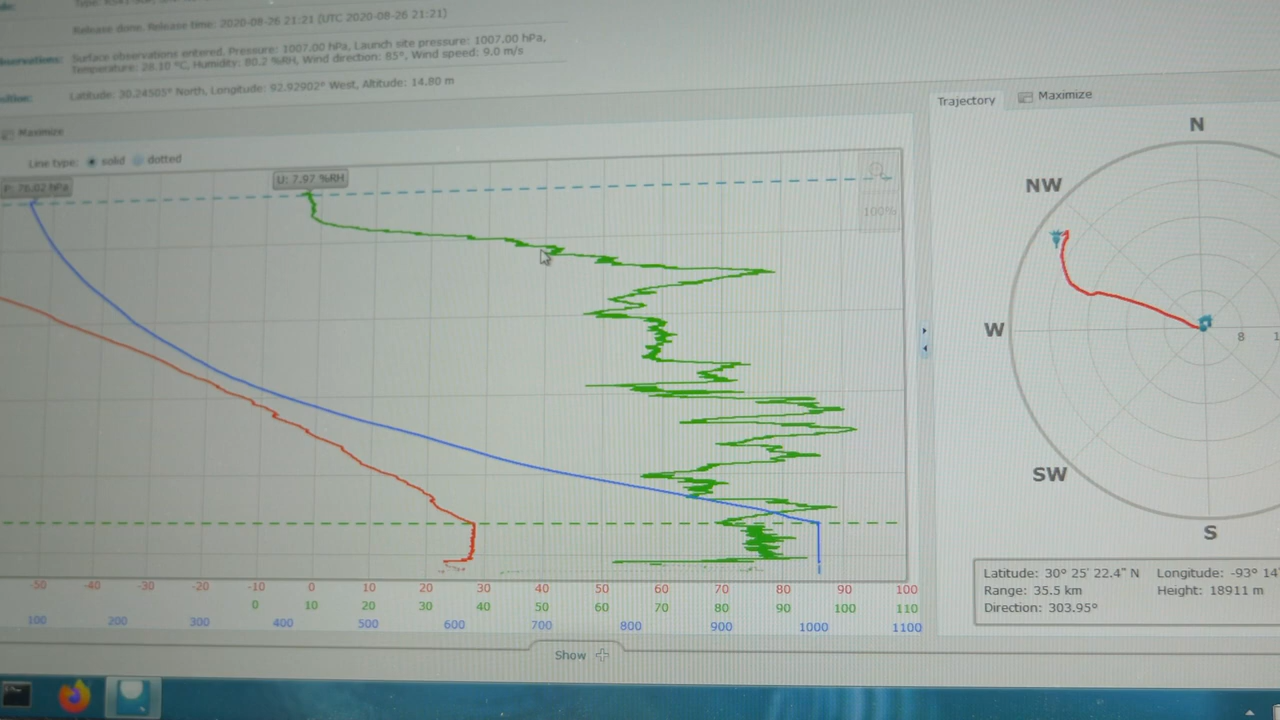 Release done. Release time: 2020-08-26 21:21 (UTC 2020-08-26 21:21)
Surface observations entered. Pressure: 1007.00 hPa, Launch site pressure: 1007.00 hPa,
Temperature: 28.10 °C, Humidity: 80.2 %RH, Wind direction: 85°, Wind speed: 9.0 m/s
Latitude: 30.24505° North, Longitude: 92.92902° West, Altitude: 14.80 m
Maximize
Line type: solid dotted
P: 76.02 hPa
U: 7.97 %RH
100%
-50 -40 -30 -20 -10 0 10 20 30 40 50 60 70 80 90 100
0 10 20 30 40 50 60 70 80 90 100 110
100 200 300 400 500 600 700 800 900 1000 1100
Show
Trajectory Maximize
N
NW
W
8
SW
S
Latitude: 30° 25' 22.4" N Longitude: -93° 14'
Range: 35.5 km Height: 18911 m
Direction: 303.95°